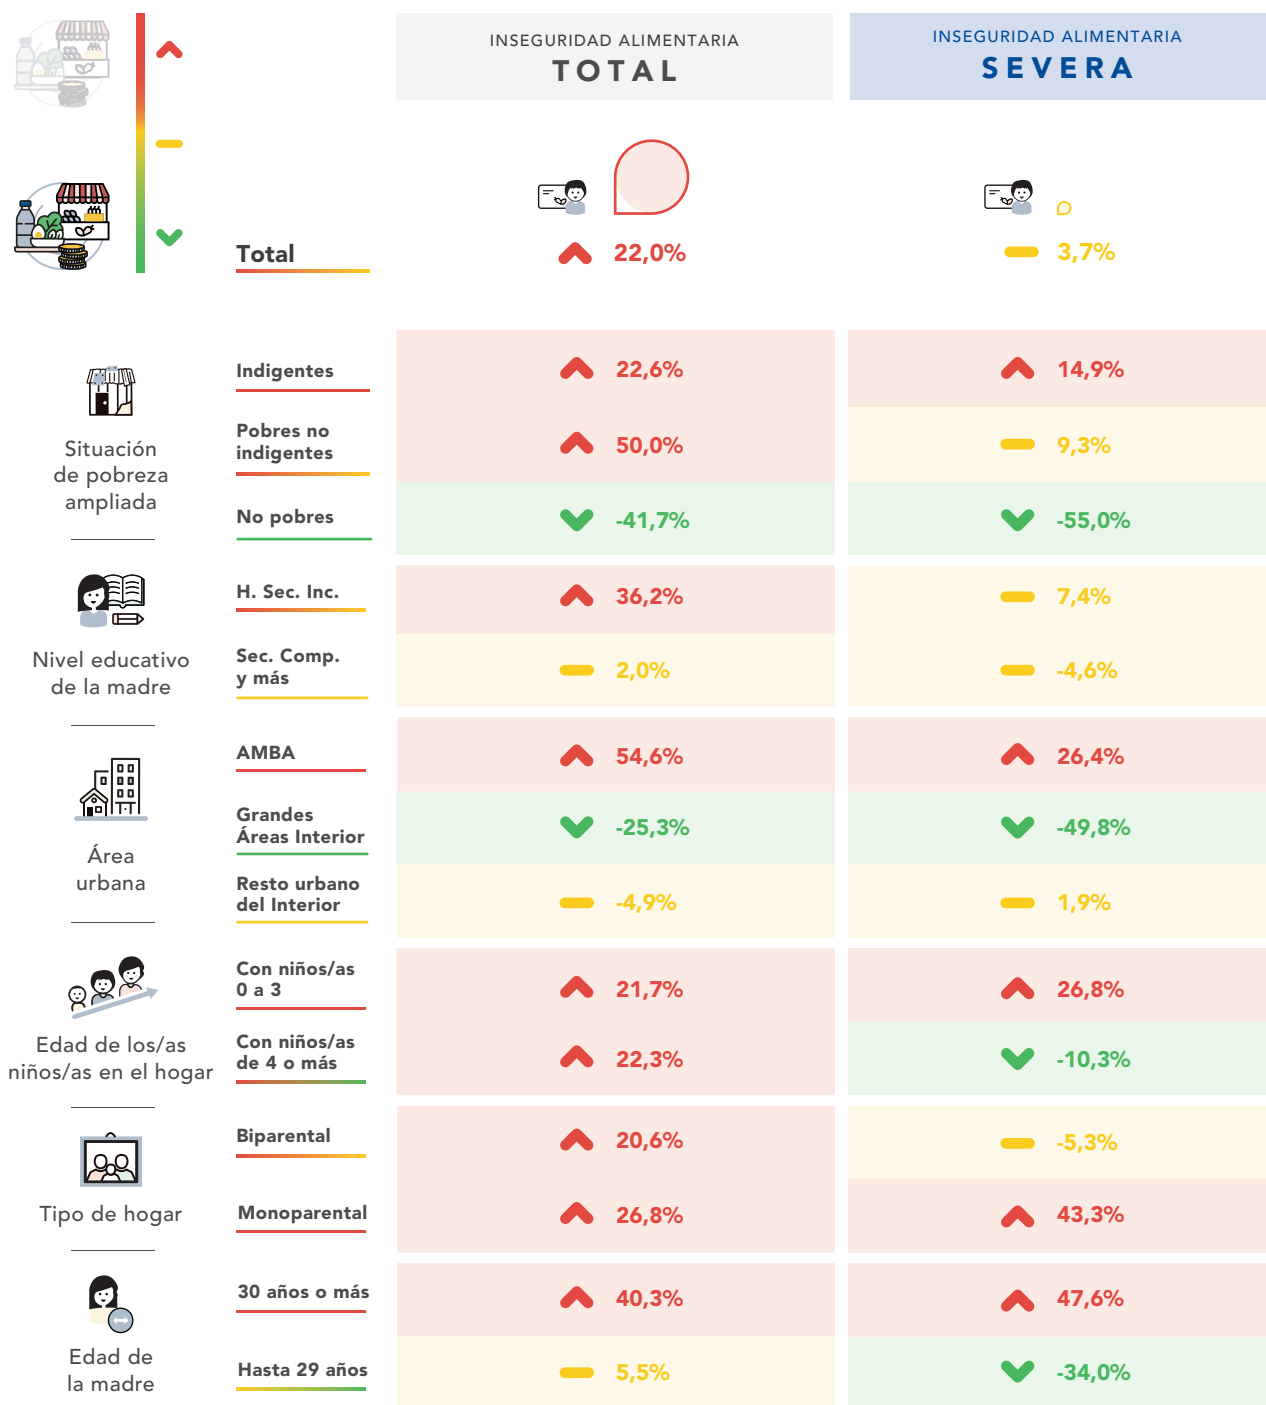 INSEGURIDAD ALIMENTARIA
TOTAL
INSEGURIDAD ALIMENTARIA
SEVERA
Total
22,0%
3,7%
Situación
de pobreza
ampliada
Indigentes
22,6%
14,9%
Pobres no
indigentes
50,0%
9,3%
No pobres
-41,7%
-55,0%
Nivel educativo
de la madre
H. Sec. Inc.
36,2%
7,4%
Sec. Comp.
y más
2,0%
-4,6%
Área
urbana
AMBA
54,6%
26,4%
Grandes
Áreas Interior
-25,3%
-49,8%
Resto urbano
del Interior
-4,9%
1,9%
Edad de los/as
niños/as en el hogar
Con niños/as
0 a 3
21,7%
26,8%
Con niños/as
de 4 o más
22,3%
-10,3%
Tipo de hogar
Biparental
20,6%
-5,3%
Monoparental
26,8%
43,3%
Edad de
la madre
30 años o más
40,3%
47,6%
Hasta 29 años
5,5%
-34,0%